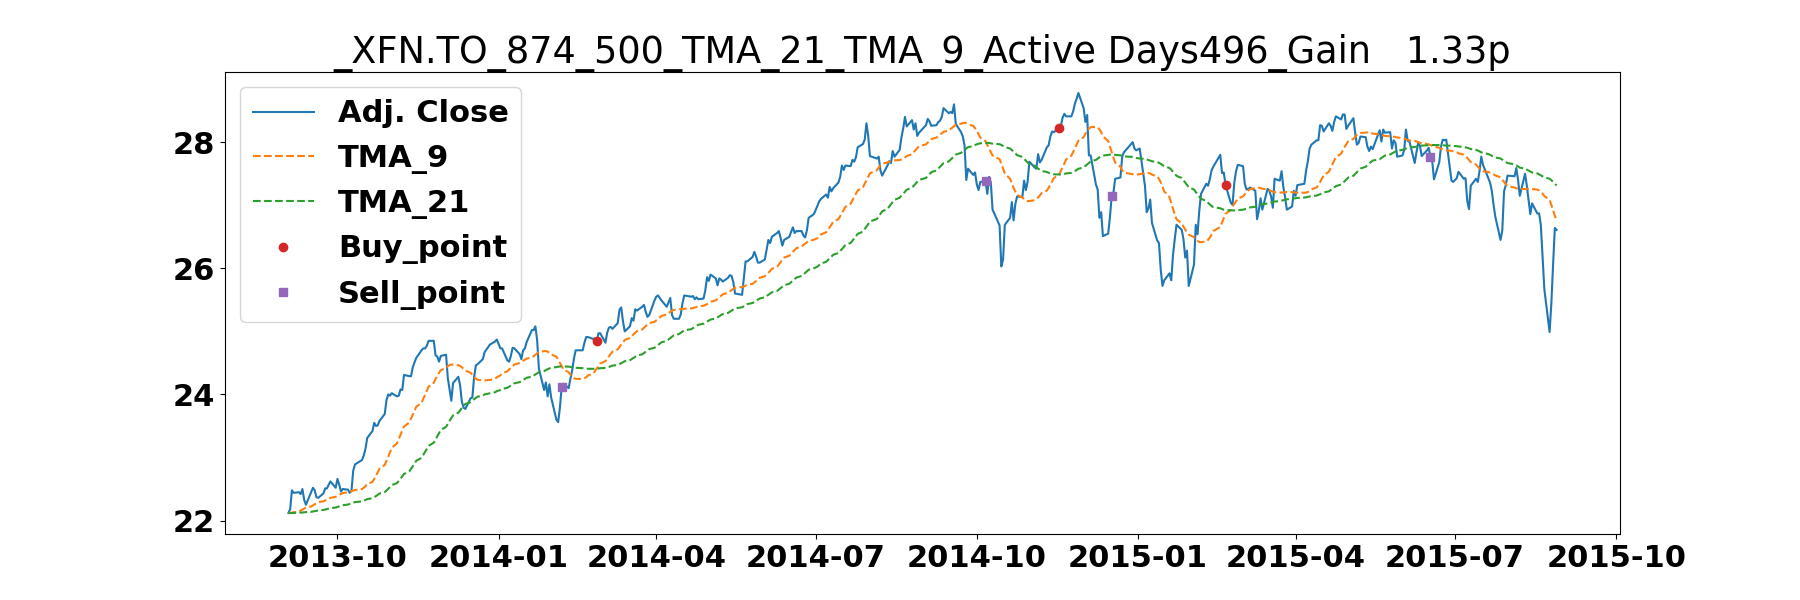 _XFN.TO_874_500_TMA_21_TMA_9_Active Days496_Gain   1.33p
Adj. Close
TMA_9
TMA_21
Buy_point
Sell_point
28
26
24
22
2013-10 2014-01 2014-04 2014-07 2014-10 2015-01 2015-04 2015-07 2015-10